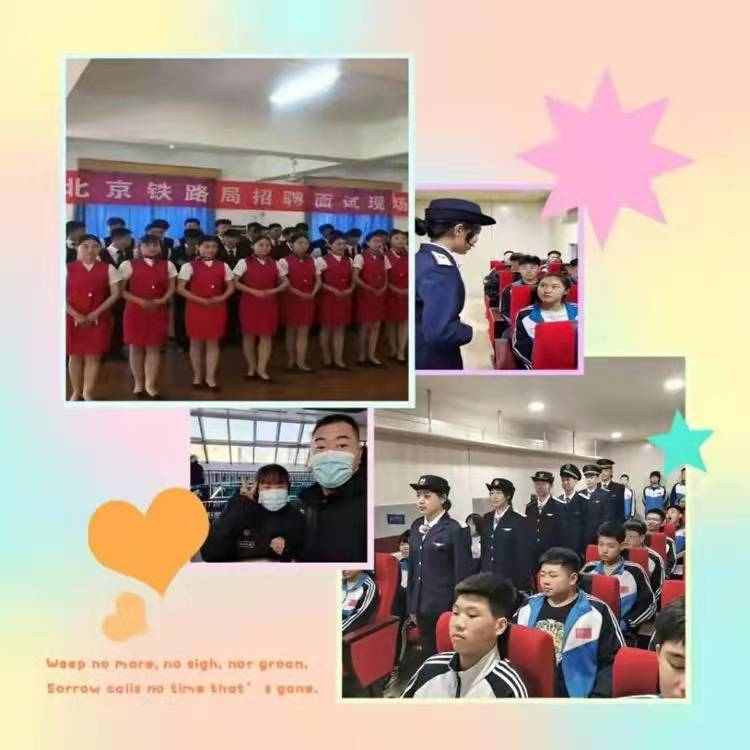 北京铁路局招聘面试现场
Weep no more, no sigh, nor groan.
Sorrow calls no time that's gone.